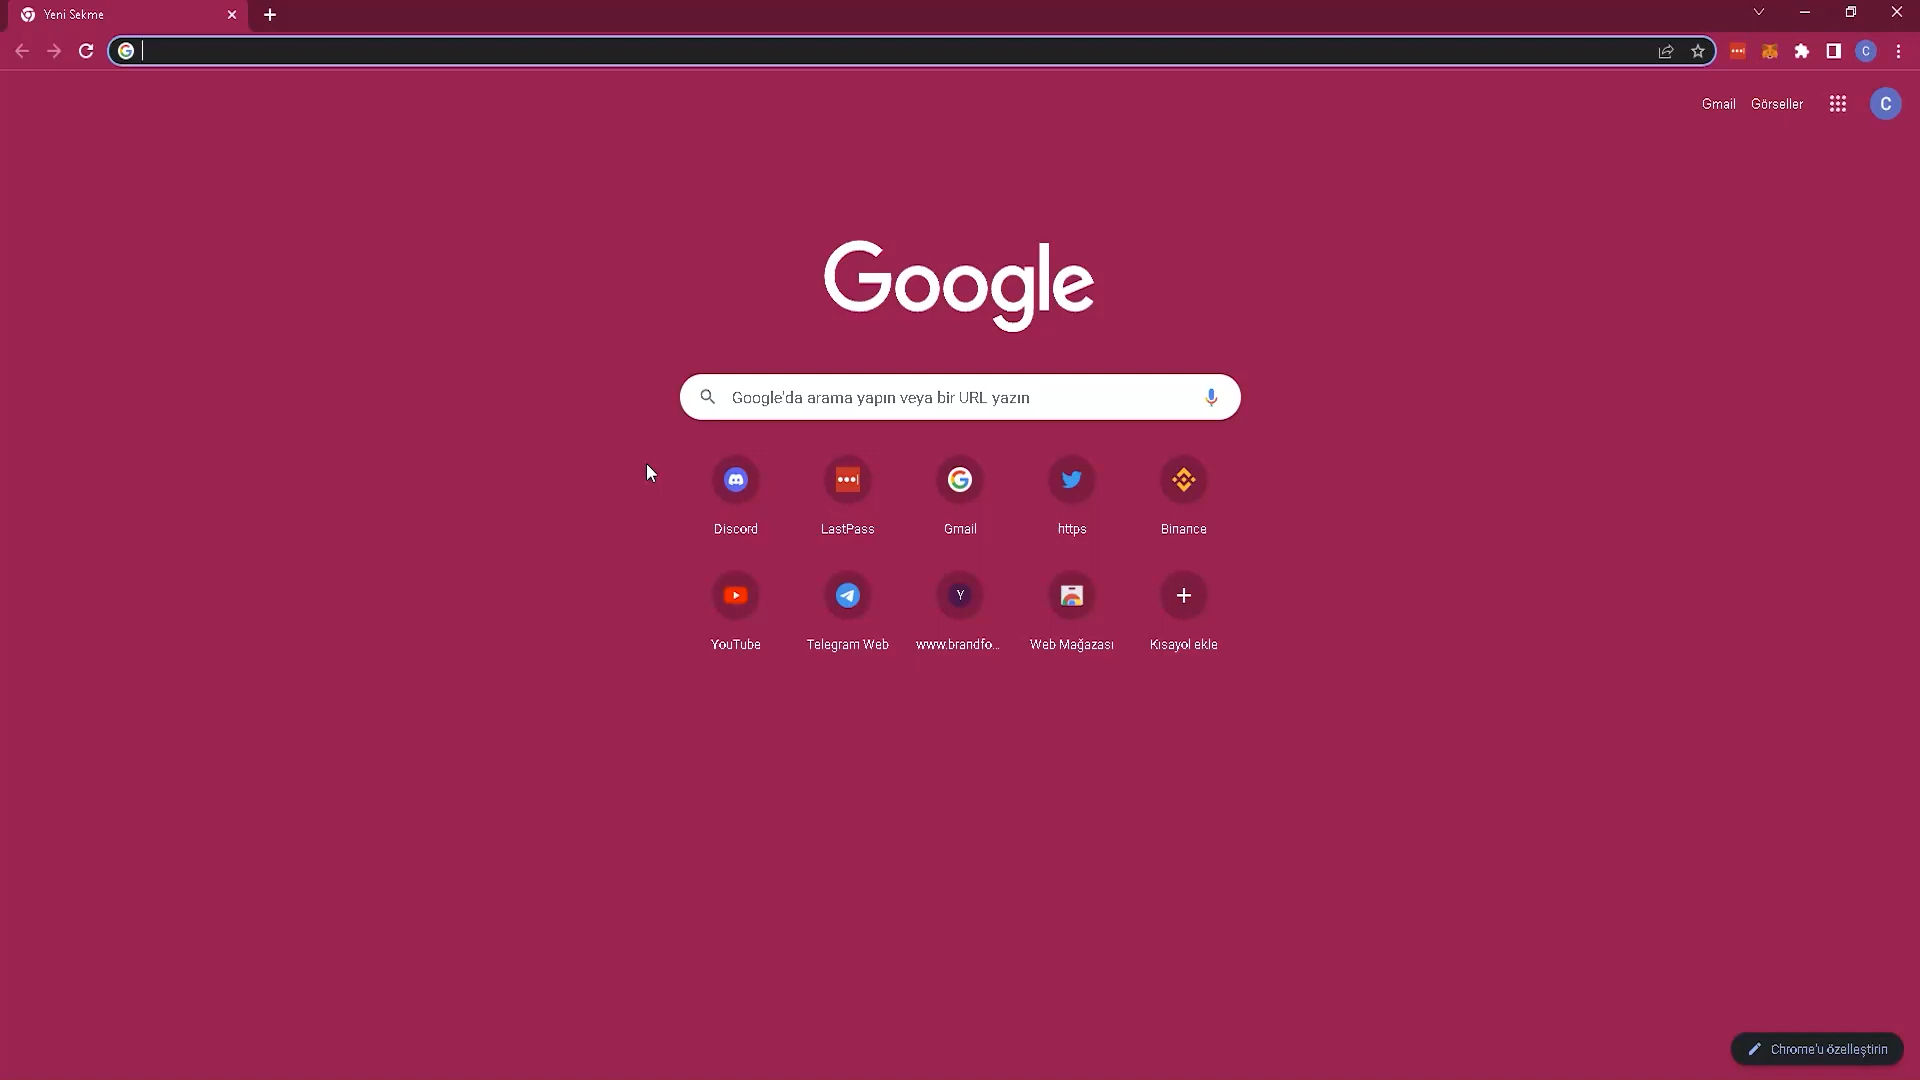 Yeni Sekme
Gmail Görseller C
Google
Google'da arama yapın veya bir URL yazın
Discord LastPass Gmail https Binance
Y
YouTube Telegram Web www.brandfo... Web Mağazası Kısayol ekle
Chrome'u özelleştirin